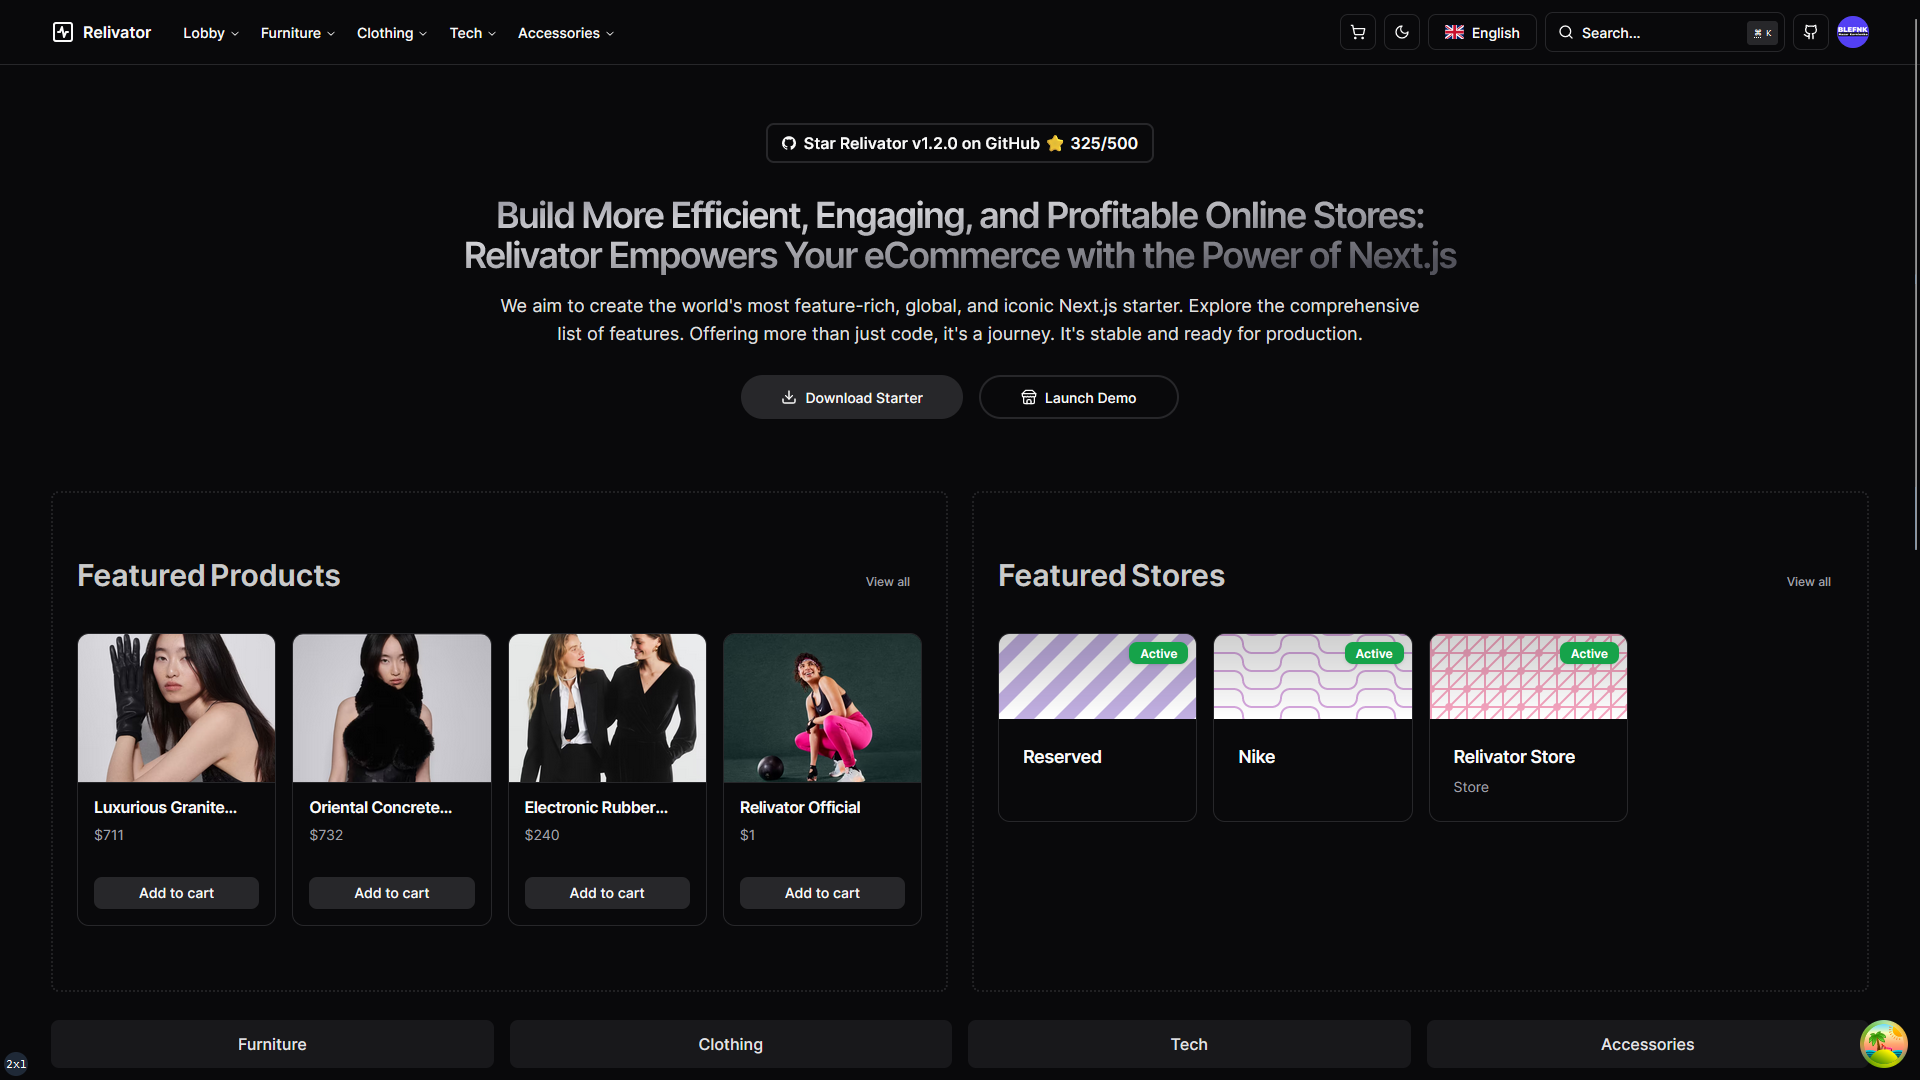 Relivator
Lobby
Furniture
Clothing
Tech
Accessories
English
Search...
⌘ K
BLEFNK
Star Relivator v1.2.0 on GitHub ⭐ 325/500
Build More Efficient, Engaging, and Profitable Online Stores:
Relivator Empowers Your eCommerce with the Power of Next.js
We aim to create the world's most feature-rich, global, and iconic Next.js starter. Explore the comprehensive
list of features. Offering more than just code, it's a journey. It's stable and ready for production.
Download Starter
Launch Demo
Featured Products
View all
Luxurious Granite...
$711
Add to cart
Oriental Concrete...
$732
Add to cart
Electronic Rubber...
$240
Add to cart
Relivator Official
$1
Add to cart
Featured Stores
View all
Active
Reserved
Active
Nike
Active
Relivator Store
Store
Furniture
Clothing
Tech
Accessories
2xl